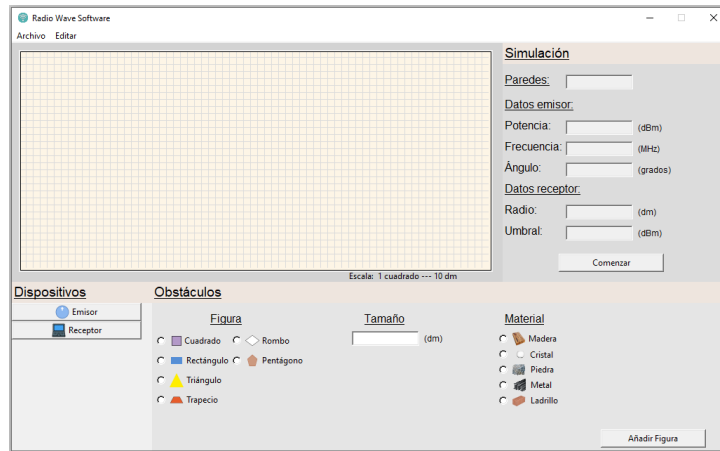 Radio Wave Software
Archivo Editar
Simulación
Paredes:
Datos emisor:
Potencia: (dBm)
Frecuencia: (MHz)
Ángulo: (grados)
Datos receptor:
Radio: (dm)
Umbral: (dBm)
Comenzar
Escala: 1 cuadrado --- 10 dm
Dispositivos
Emisor
Receptor
Obstáculos
Figura
Cuadrado Rombo
Rectángulo Pentágono
Triángulo
Trapecio
Tamaño
(dm)
Material
Madera
Cristal
Piedra
Metal
Ladrillo
Añadir Figura